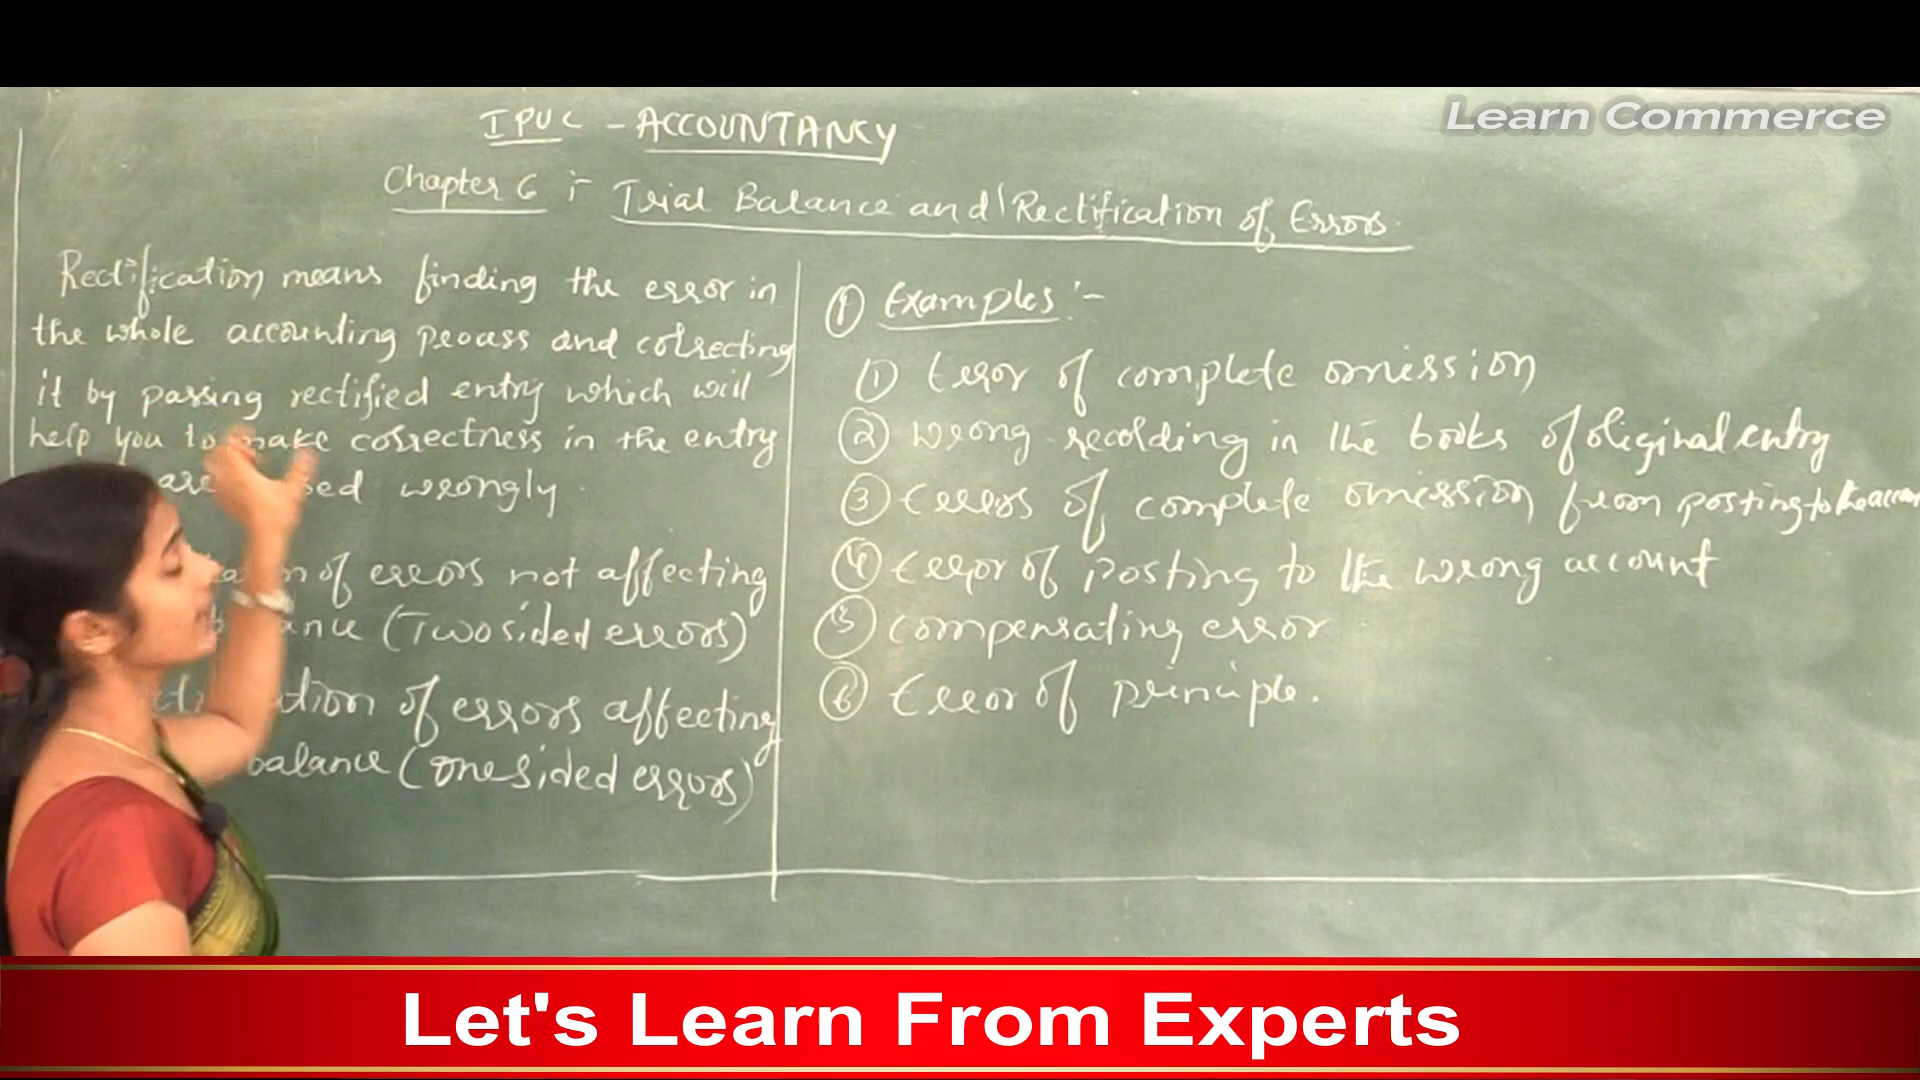 Learn Commerce
I PUC - ACCOUNTANCY
Chapter 6 :- Trial Balance and Rectification of Errors.
Rectification means finding the error in
the whole accounting process and correcting
it by passing rectified entry which will
help you to make correctness in the entry
are wrongly.
of errors not affecting
(Two sided errors)
of errors affecting
balance (One sided errors)
① Examples :-
① Error of complete omission
② wrong recording in the books of original entry
③ Errors of complete omission from posting to the
④ Error of posting to the wrong account
⑤ Compensating error
⑥ Error of principle.
Let's Learn From Experts